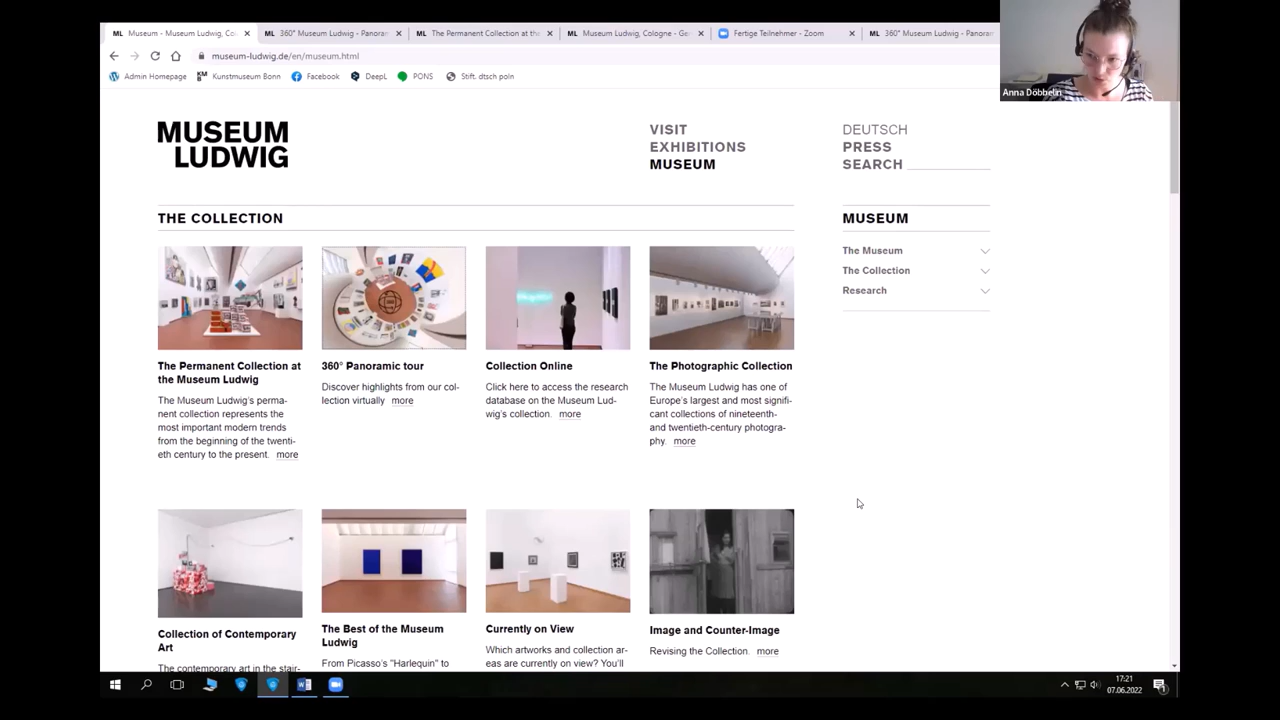 Museum - Museum Ludwig, Co
360° Museum Ludwig - Panoran
The Permanent Collection at the
Museum Ludwig, Cologne - Ge
Fertige Teilnehmer - Zoom
360° Museum Ludwig - Panoran
museum-ludwig.de/en/museum.html
Admin Homepage
Kunstmuseum Bonn
Facebook
DeepL
PONS
Stift. dtsch poln
Anna Döbbelin
MUSEUM
LUDWIG
VISIT
EXHIBITIONS
MUSEUM
DEUTSCH
PRESS
SEARCH
THE COLLECTION
MUSEUM
The Museum
The Collection
Research
The Permanent Collection at
the Museum Ludwig
The Museum Ludwig's perma-
nent collection represents the
most important modern trends
from the beginning of the twenti-
eth century to the present. more
360° Panoramic tour
Discover highlights from our col-
lection virtually more
Collection Online
Click here to access the research
database on the Museum Lud-
wig's collection. more
The Photographic Collection
The Museum Ludwig has one of
Europe's largest and most signifi-
cant collections of nineteenth-
and twentieth-century photogra-
phy. more
Collection of Contemporary
Art
The contemporary art in the stair-
The Best of the Museum
Ludwig
From Picasso's "Harlequin" to
Currently on View
Which artworks and collection ar-
eas are currently on view? You'll
Image and Counter-Image
Revising the Collection. more
17:21
07.06.2022